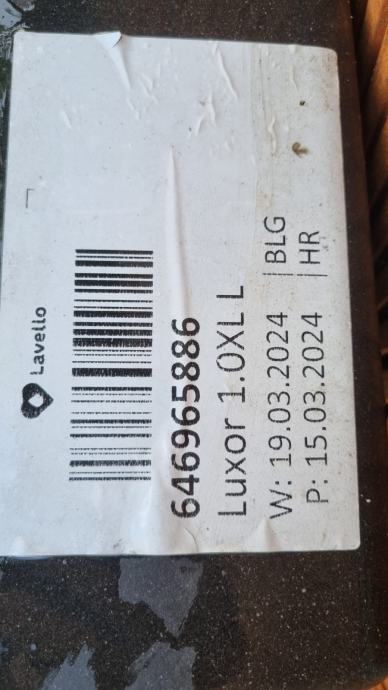 Lavello
646965886
Luxor 1.0XL L
W: 19.03.2024 | BLG
P: 15.03.2024 | HR